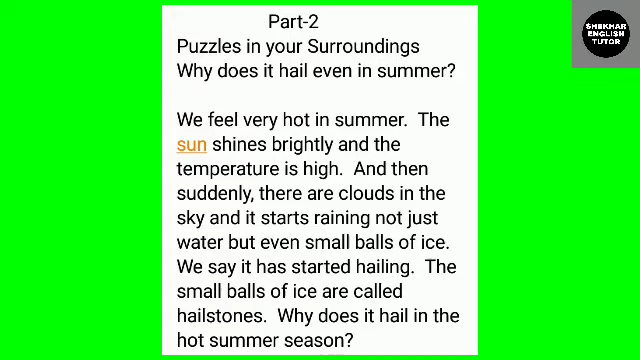 Part-2
Puzzles in your Surroundings
Why does it hail even in summer?
We feel very hot in summer. The
sun shines brightly and the
temperature is high. And then
suddenly, there are clouds in the
sky and it starts raining not just
water but even small balls of ice.
We say it has started hailing. The
small balls of ice are called
hailstones. Why does it hail in the
hot summer season?
SHEKHAR
ENGLISH
TUTOR